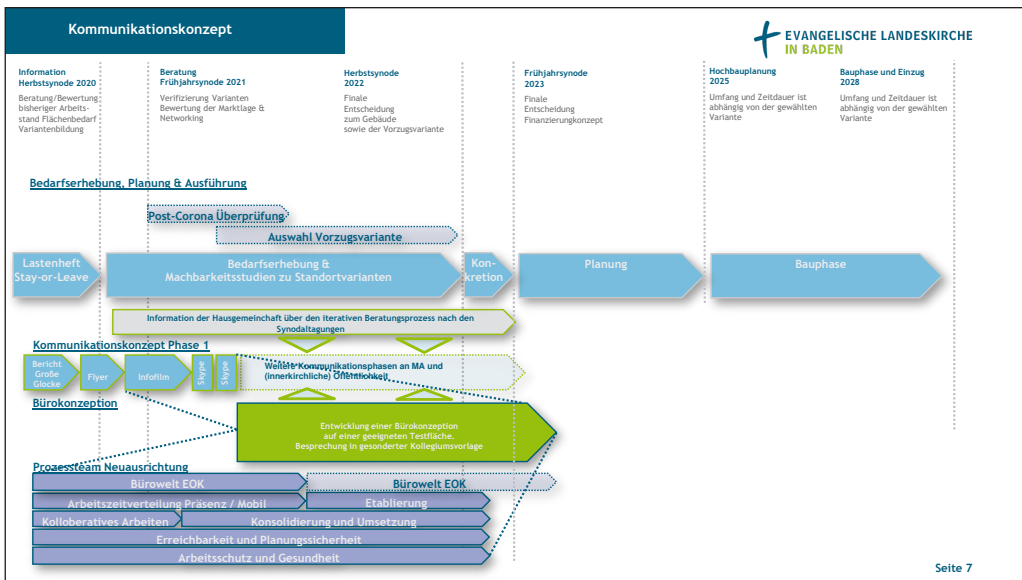 Kommunikationskonzept
EVANGELISCHE LANDESKIRCHE
IN BADEN
Information
Herbstsynode 2020
Beratung/Bewertung
bisheriger Arbeits-
stand Flächenbedarf
Variantenbildung
Beratung
Frühjahrsynode 2021
Verifizierung Varianten
Bewertung der Marktlage &
Networking
Herbstsynode
2022
Finale
Entscheidung
zum Gebäude
sowie der Vorzugsvariante
Frühjahrsynode
2023
Finale
Entscheidung
Finanzierungkonzept
Hochbauplanung
2025
Umfang und Zeitdauer ist
abhängig von der gewählten
Variante
Bauphase und Einzug
2028
Umfang und Zeitdauer ist
abhängig von der gewählten
Variante
Bedarfserhebung, Planung & Ausführung
Post-Corona Überprüfung
Auswahl Vorzugsvariante
Lastenheft
Stay-or-Leave
Bedarfserhebung &
Machbarkeitsstudien zu Standortvarianten
Kon-
kretion
Planung
Bauphase
Information der Hausgemeinschaft über den iterativen Beratungsprozess nach den
Synodaltagungen
Kommunikationskonzept Phase 1
Bericht
Große
Glocke
Flyer
Infofilm
Skype
Skype
Weitere Kommunikationsphasen an MA und
(innerkirchliche) Öffentlichkeit
Bürokonzeption
Entwicklung einer Bürokonzeption
auf einer geeigneten Testfläche.
Besprechung in gesonderter Kollegiumsvorlage
Prozessteam Neuausrichtung
Bürowelt EOK
Bürowelt EOK
Arbeitszeitverteilung Präsenz / Mobil
Etablierung
Kolloberatives Arbeiten
Konsolidierung und Umsetzung
Erreichbarkeit und Planungssicherheit
Arbeitsschutz und Gesundheit
Seite 7